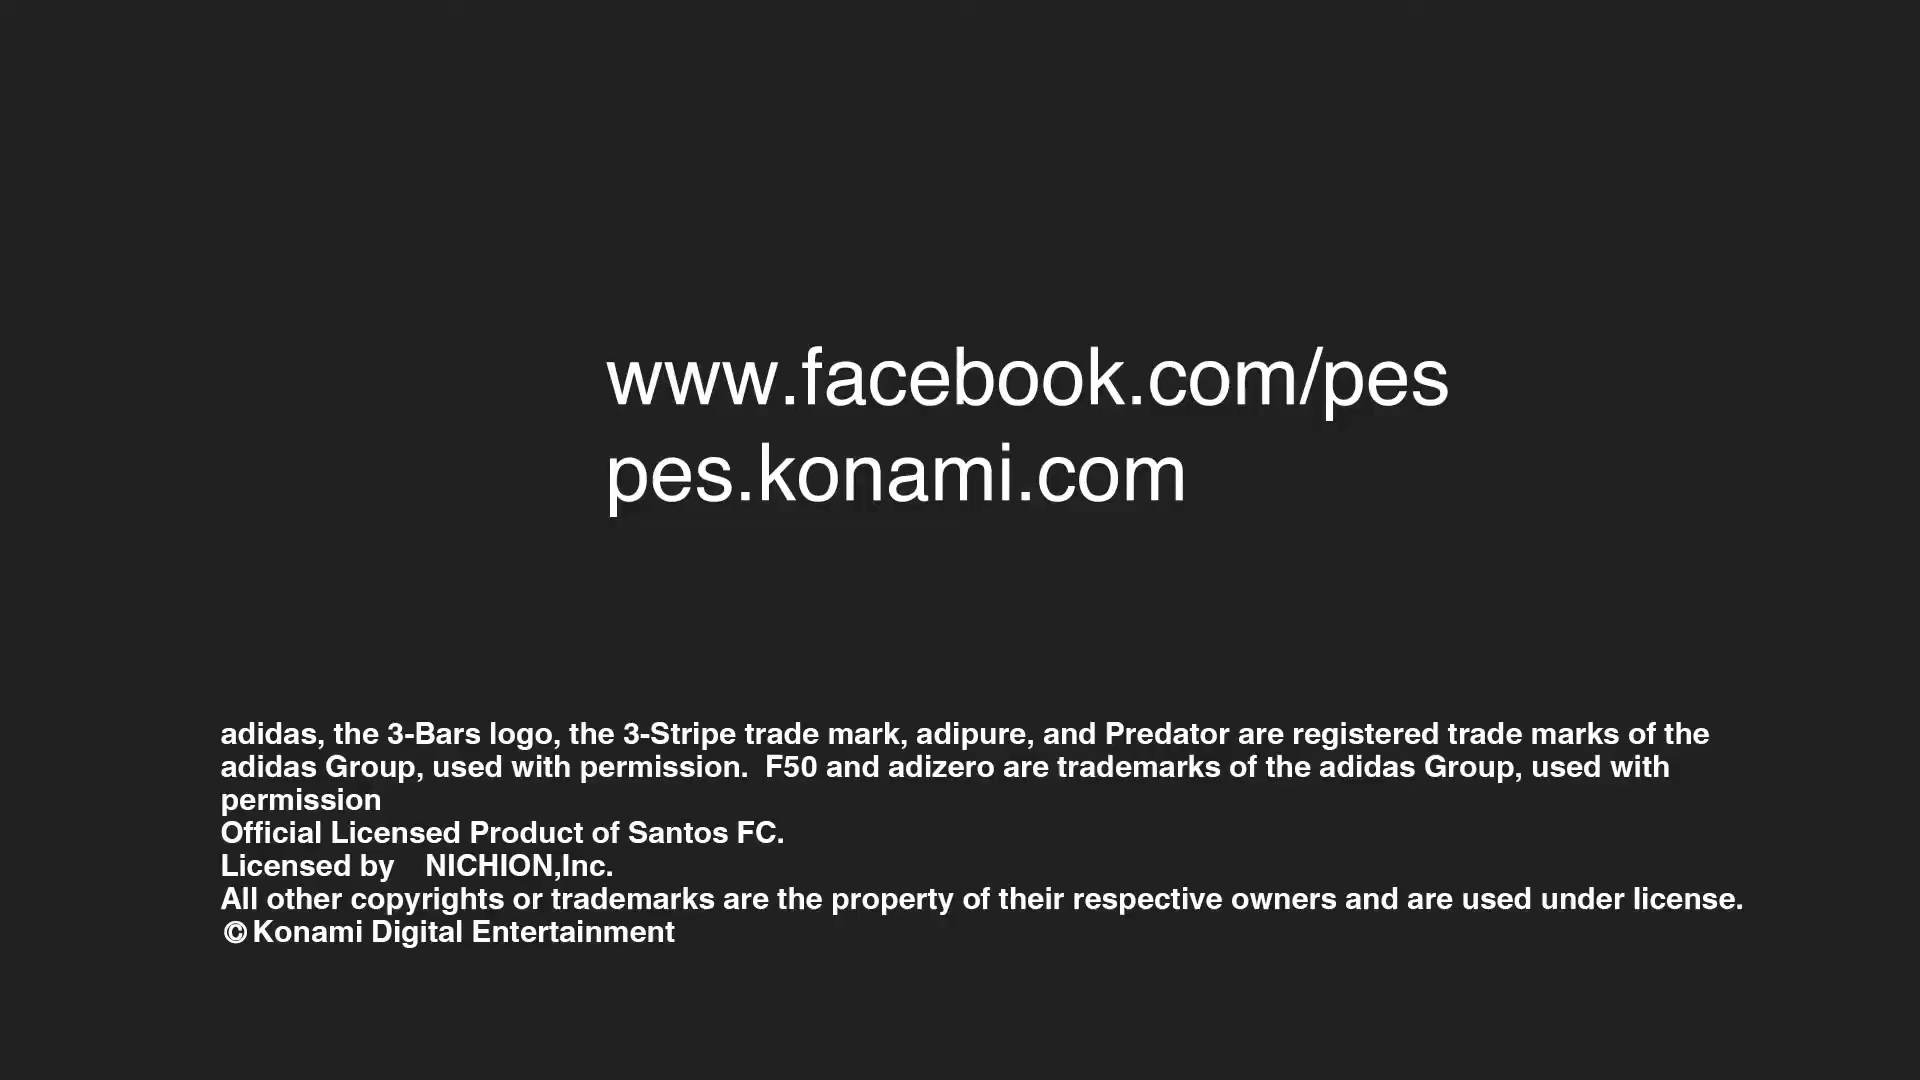 www.facebook.com/pes
pes.konami.com
adidas, the 3-Bars logo, the 3-Stripe trade mark, adipure, and Predator are registered trade marks of the
adidas Group, used with permission.  F50 and adizero are trademarks of the adidas Group, used with
permission
Official Licensed Product of Santos FC.
Licensed by    NICHION,Inc.
All other copyrights or trademarks are the property of their respective owners and are used under license.
©Konami Digital Entertainment